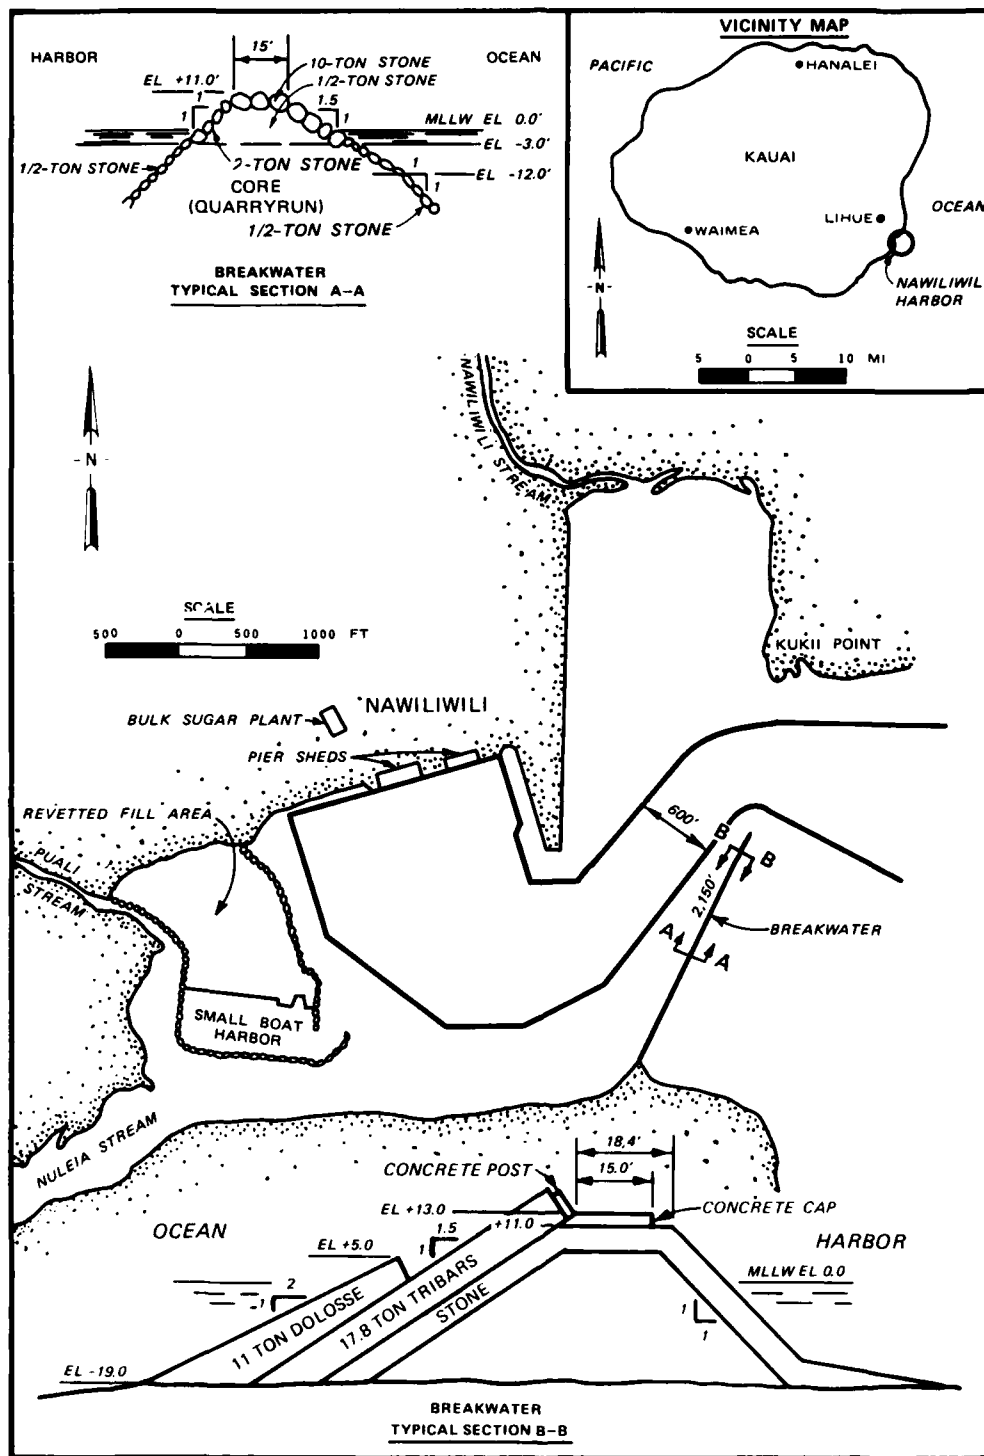 HARBOR
OCEAN
15'
10-TON STONE
1/2-TON STONE
EL +11.0'
1
1
1.5
1
MLLW EL 0.0'
EL -3.0'
1/2-TON STONE
2-TON STONE
EL -12.0'
1
1
CORE
(QUARRYRUN)
1/2-TON STONE
BREAKWATER
TYPICAL SECTION A-A
VICINITY MAP
PACIFIC
HANALEI
KAUAI
LIHUE
OCEAN
WAIMEA
NAWILIWILI
HARBOR
-N-
SCALE
5 0 5 10 MI
-N-
NAWILIWILI STREAM
SCALE
500 0 500 1000 FT
KUKII POINT
NAWILIWILI
BULK SUGAR PLANT
PIER SHEDS
REVETTED FILL AREA
600'
B
B
PUALI
STREAM
2,150'
BREAKWATER
A
A
SMALL BOAT
HARBOR
NULEIA STREAM
18.4'
15.0'
CONCRETE POST
CONCRETE CAP
EL +13.0
+11.0
OCEAN
HARBOR
1.5
1
EL +5.0
MLLW EL 0.0
2
1
11 TON DOLOSSE
17.8 TON TRIBARS
STONE
1
1
EL -19.0
BREAKWATER
TYPICAL SECTION B-B